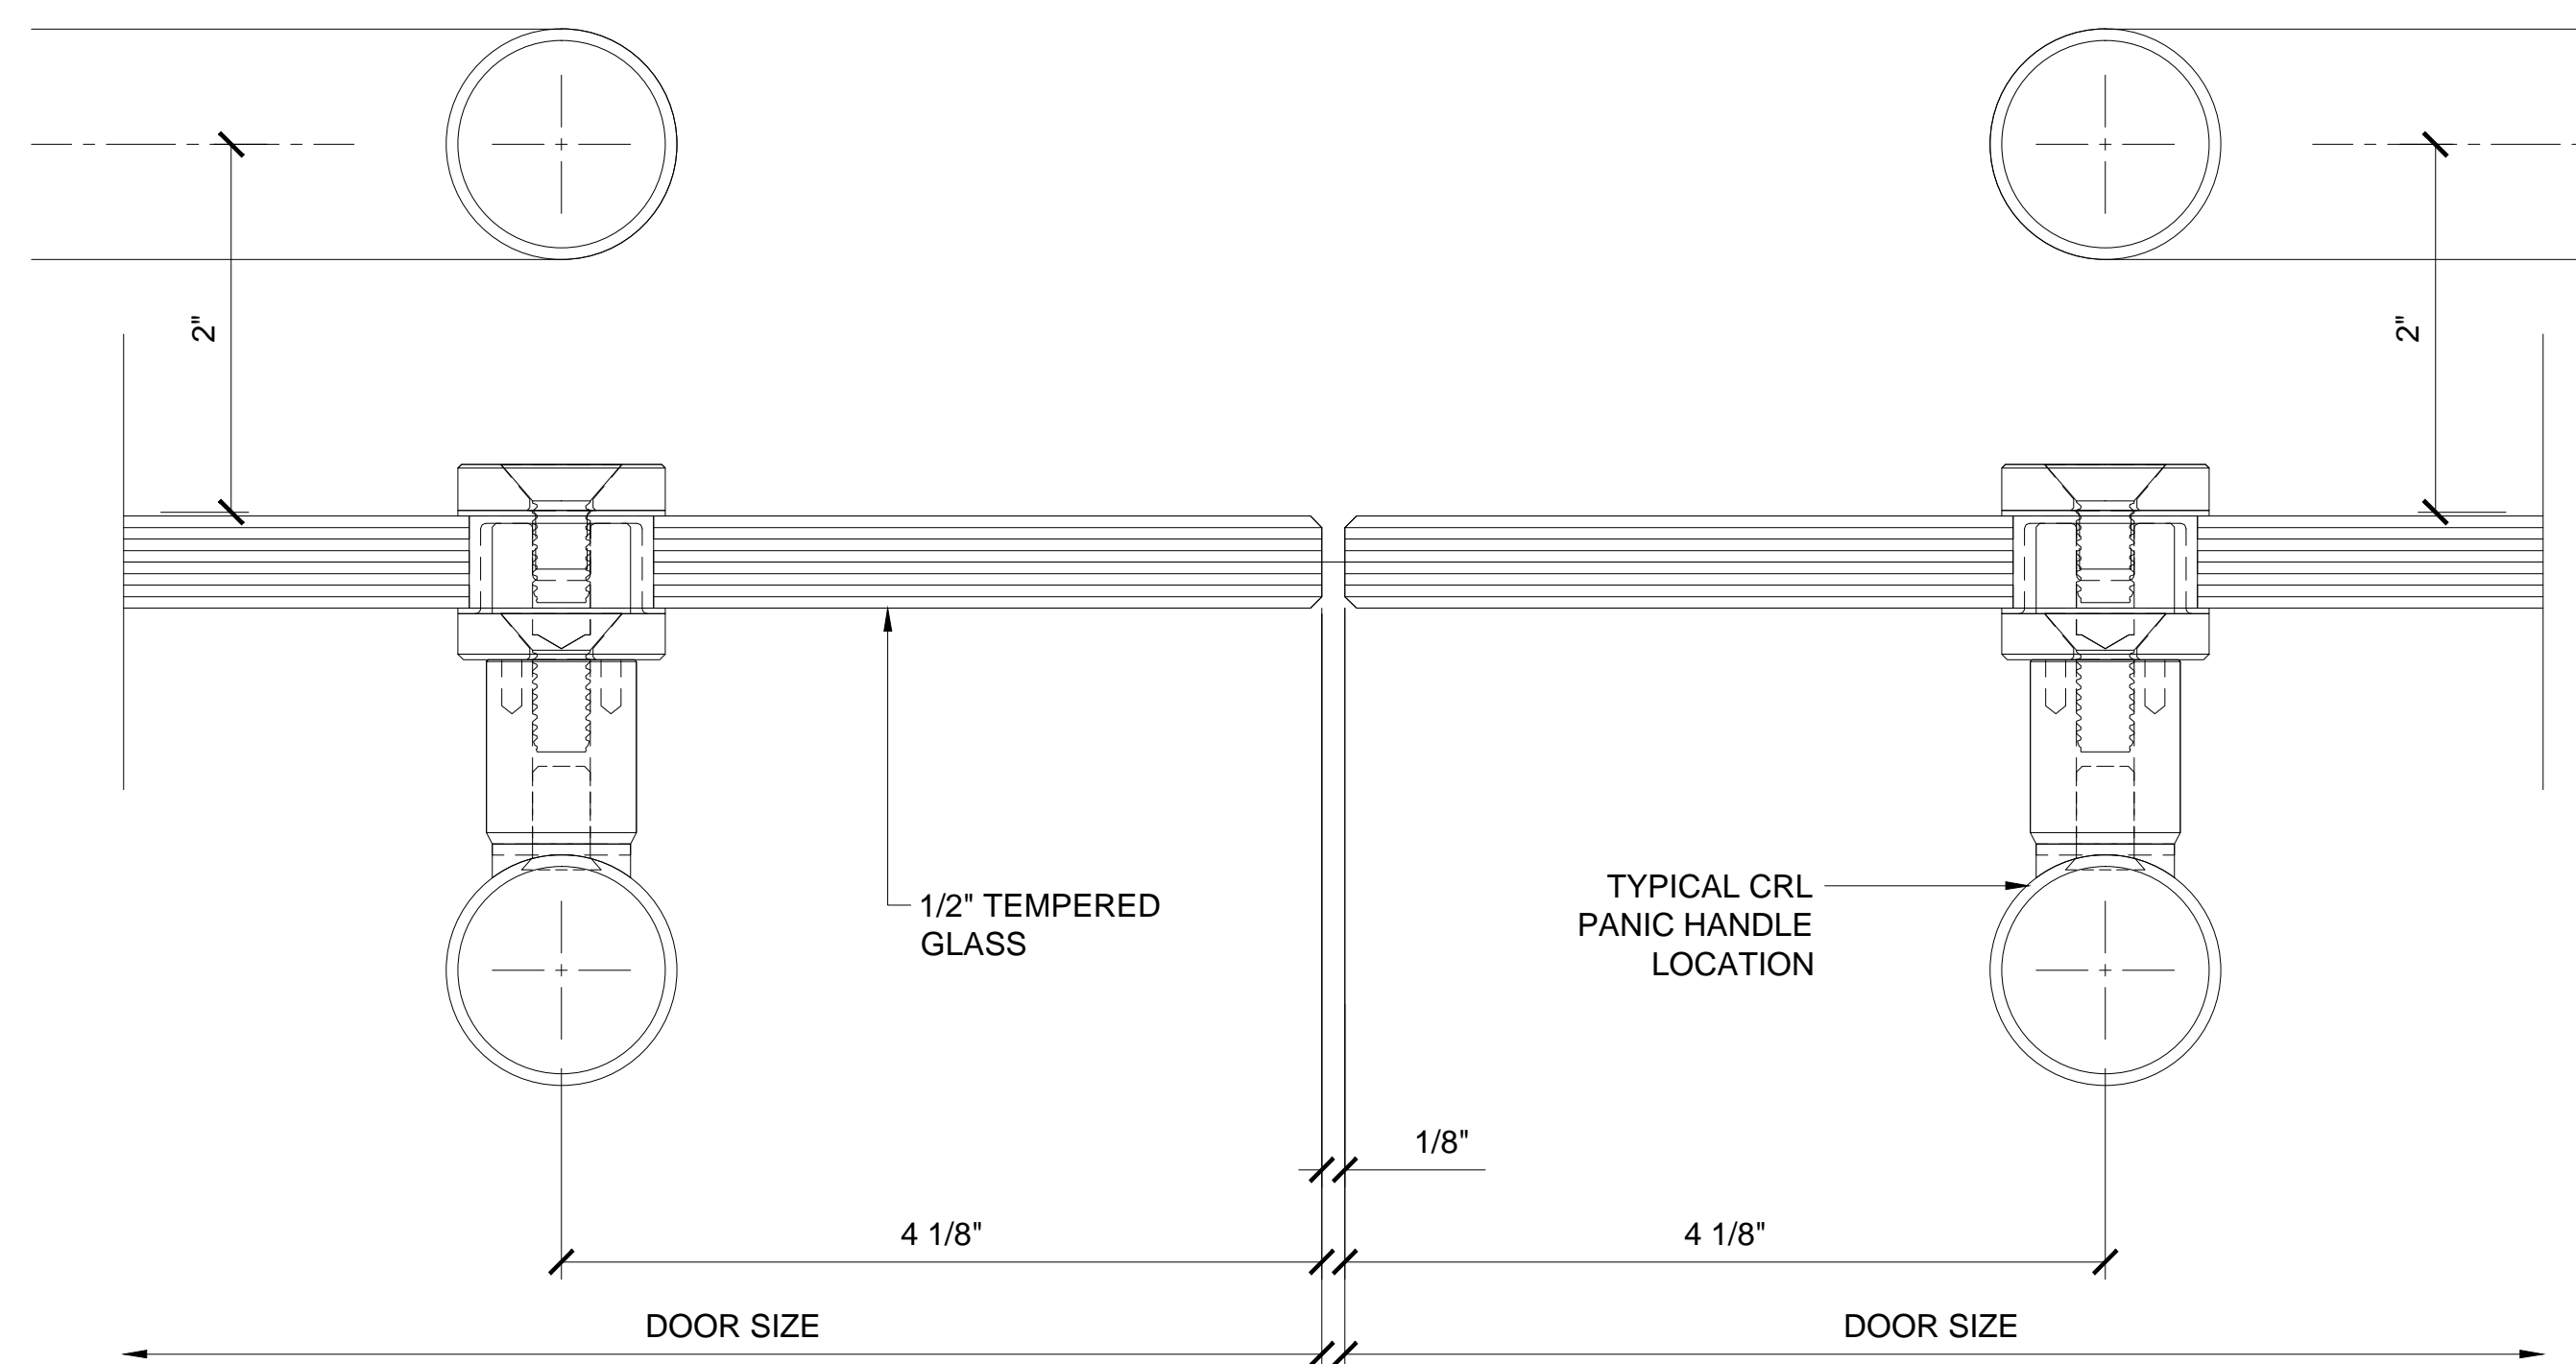 2"
2"
1/2" TEMPERED
GLASS
TYPICAL CRL
PANIC HANDLE
LOCATION
1/8"
4 1/8"
4 1/8"
DOOR SIZE
DOOR SIZE